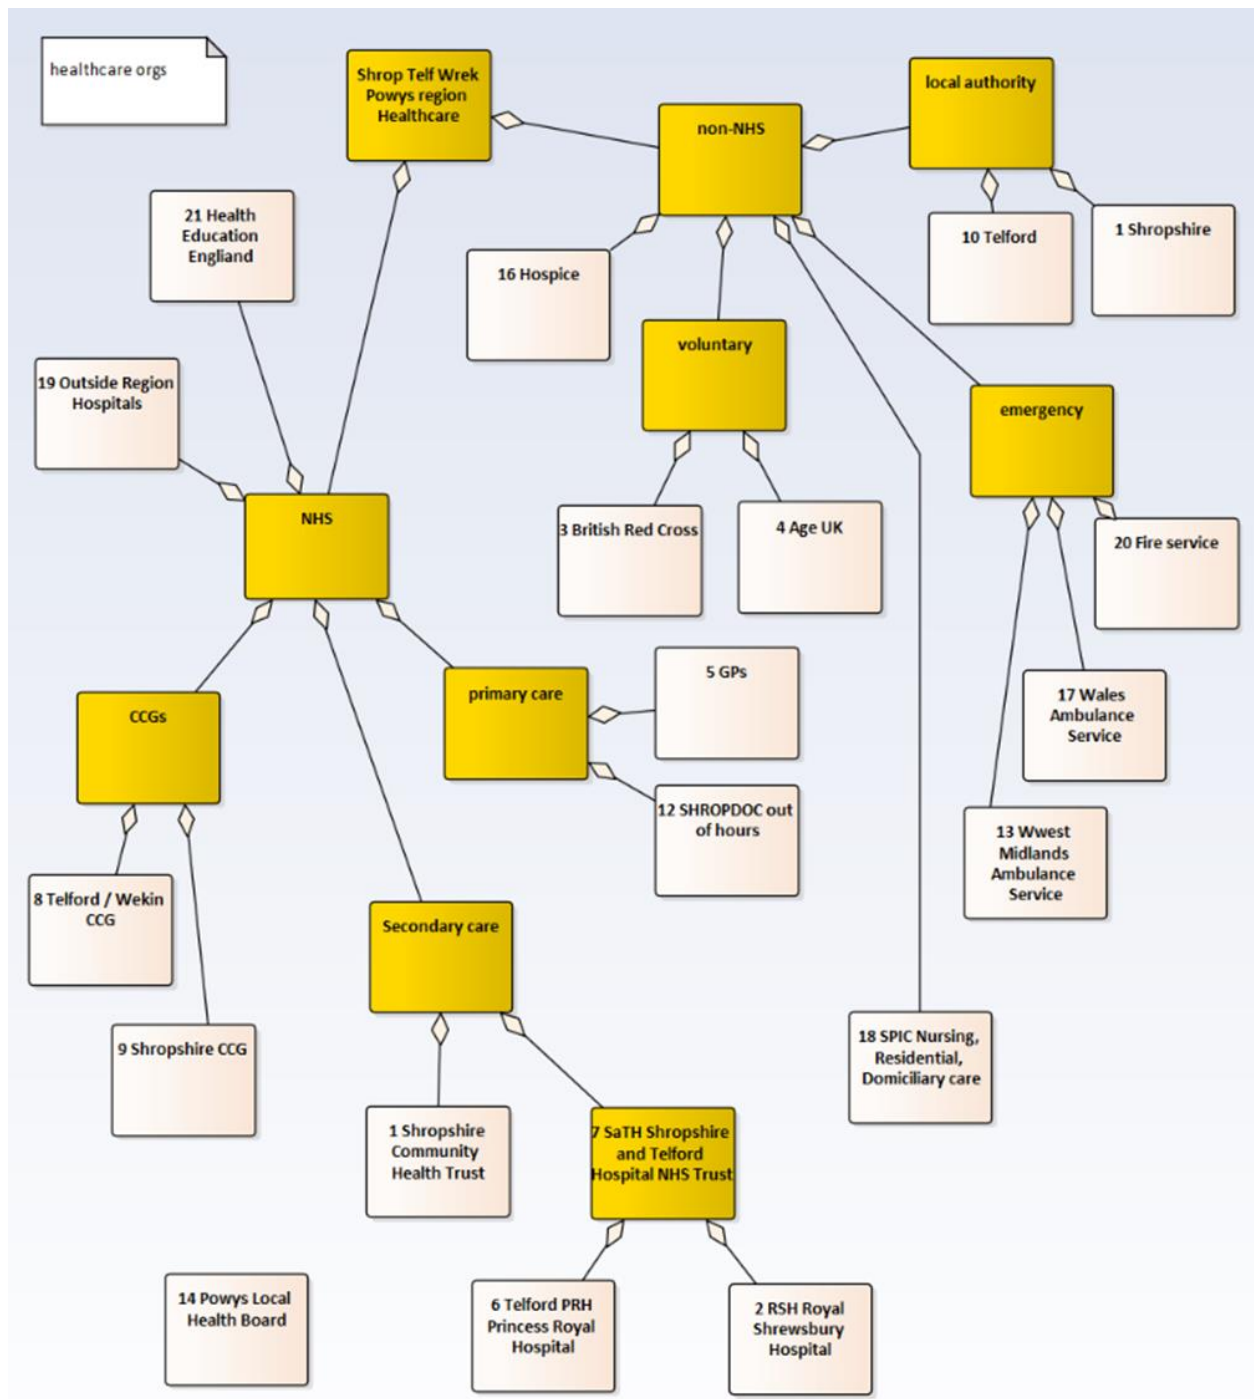 healthcare orgs
Shrop Telf Wrek
Powys region
Healthcare
non-NHS
local authority
21 Health
Education
Engliand
10 Telford
1 Shropshire
16 Hospice
voluntary
19 Outside Region
Hospitals
emergency
NHS
3 British Red Cross
4 Age UK
20 Fire service
primary care
5 GPs
17 Wales
Ambulance
Service
CCGs
12 SHROPDOC out
of hours
13 Wwest
Midlands
Ambulance
Service
8 Telford / Wekin
CCG
Secondary care
9 Shropshire CCG
18 SPIC Nursing,
Residential,
Domiciliary care
1 Shropshire
Community
Health Trust
7 SaTH Shropshire
and Telford
Hospital NHS Trust
14 Powys Local
Health Board
6 Telford PRH
Princess Royal
Hospital
2 RSH Royal
Shrewsbury
Hospital